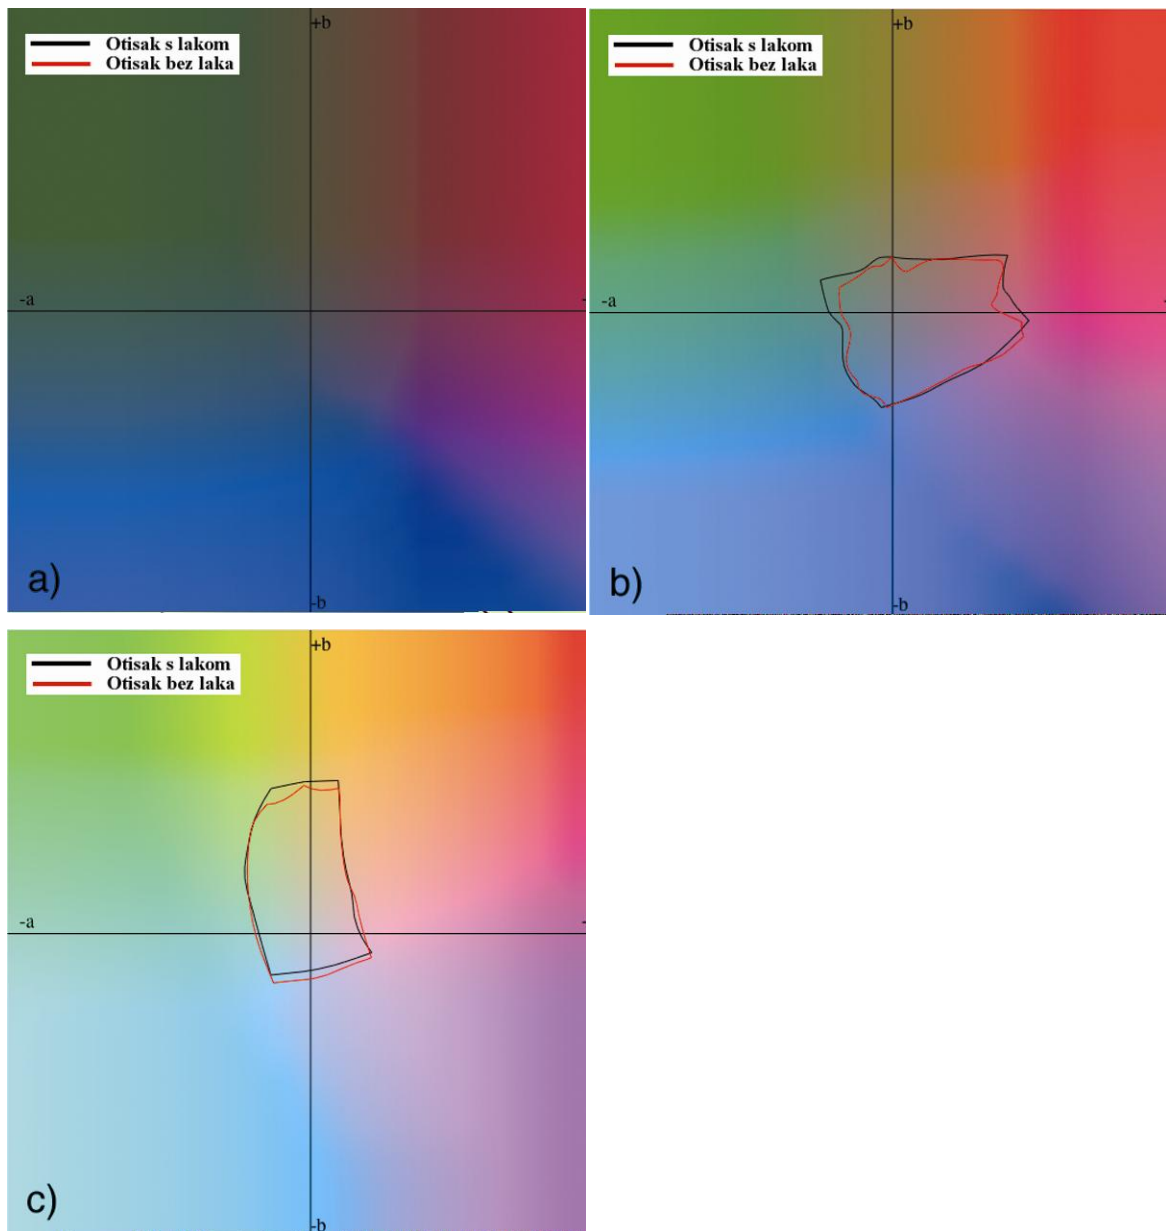 +b
Otisak s lakom
Otisak bez laka
-a
-b
a)
+b
Otisak s lakom
Otisak bez laka
-a
-b
b)
+b
Otisak s lakom
Otisak bez laka
-a
-b
c)